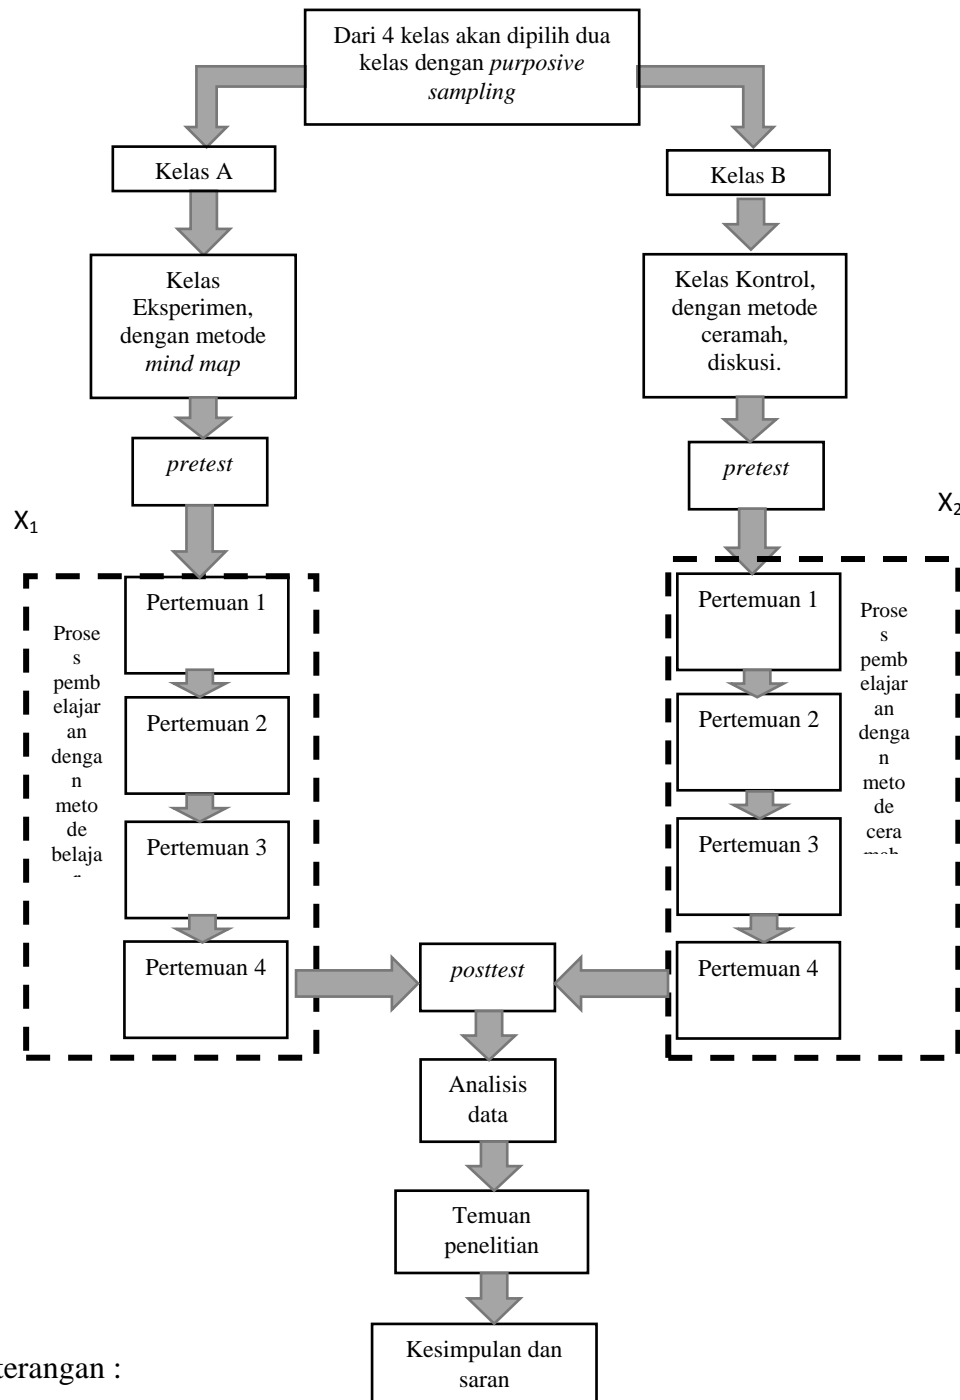 Dari 4 kelas akan dipilih dua
kelas dengan purposive
sampling
Kelas A
Kelas B
Kelas
Eksperimen,
dengan metode
mind map
Kelas Kontrol,
dengan metode
ceramah,
diskusi.
pretest
pretest
X₁
X₂
Pertemuan 1
Prose
s
pemb
elajar
an
denga
n
meto
de
belaja
Pertemuan 2
Pertemuan 3
Pertemuan 4
Pertemuan 1
Prose
s
pemb
elajar
an
denga
n
meto
de
cera
Pertemuan 2
Pertemuan 3
Pertemuan 4
posttest
Analisis
data
Temuan
penelitian
Kesimpulan dan
saran
terangan :